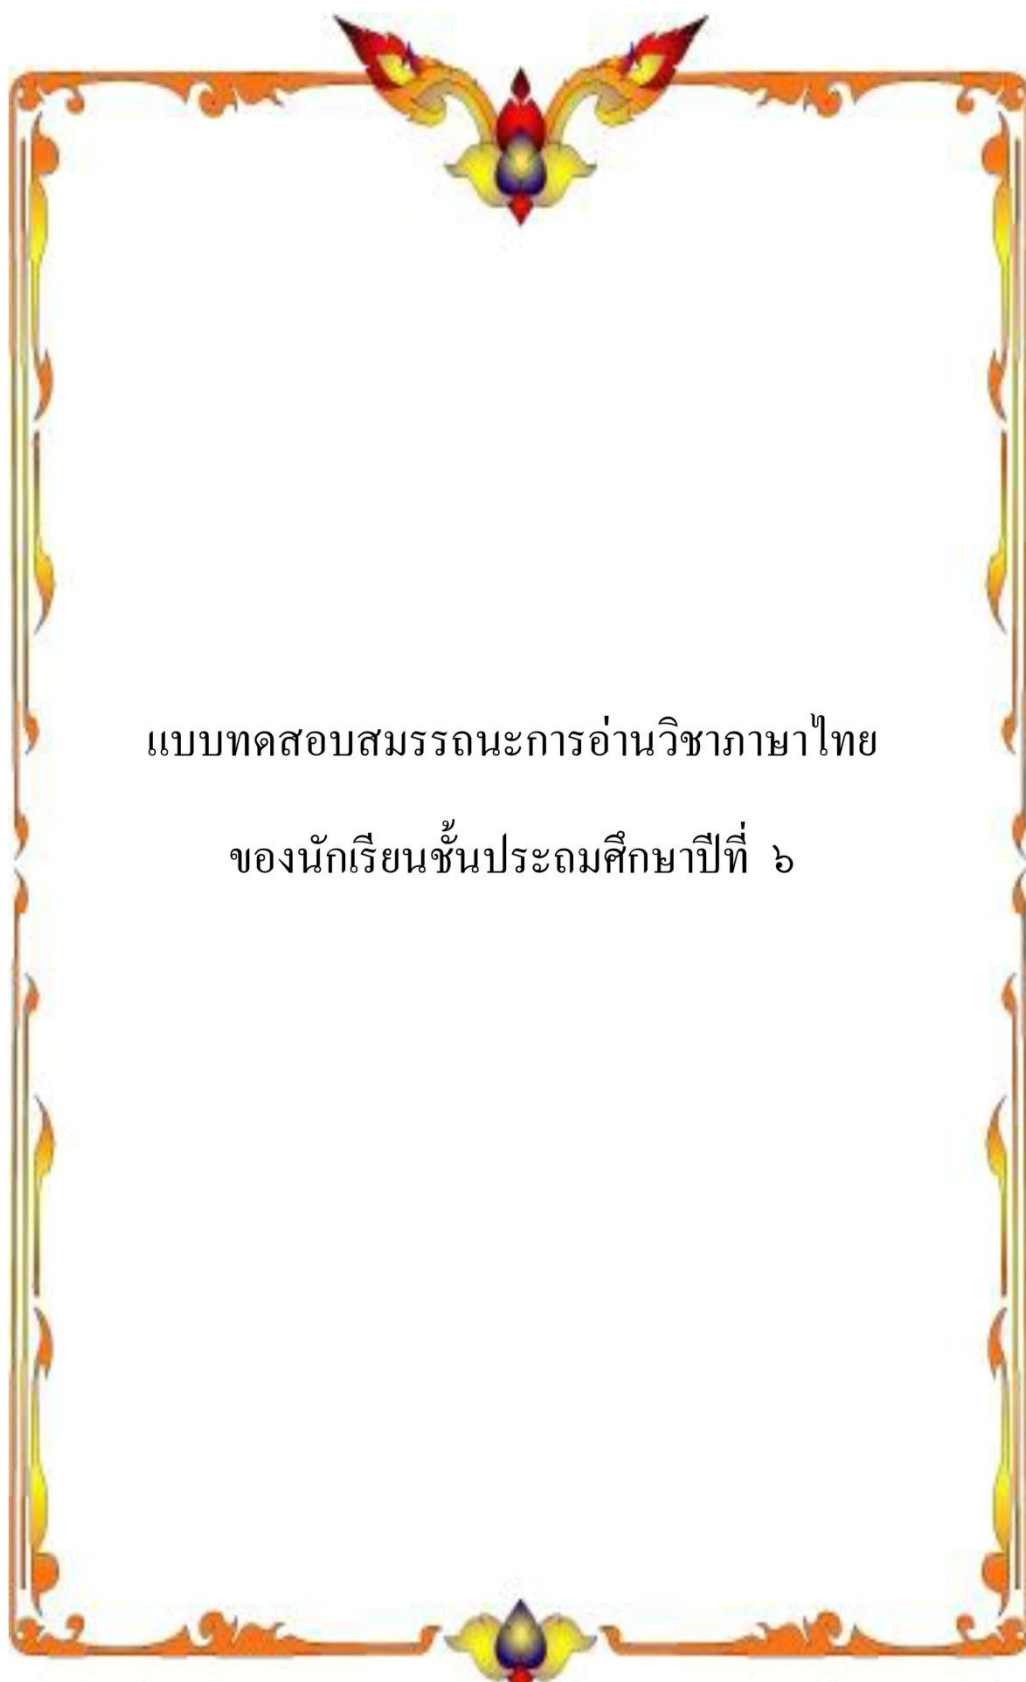 แบบทดสอบสมรรถนะการอ่านวิชาภาษาไทย
ของนักเรียนชั้นประถมศึกษาปีที่ ๖